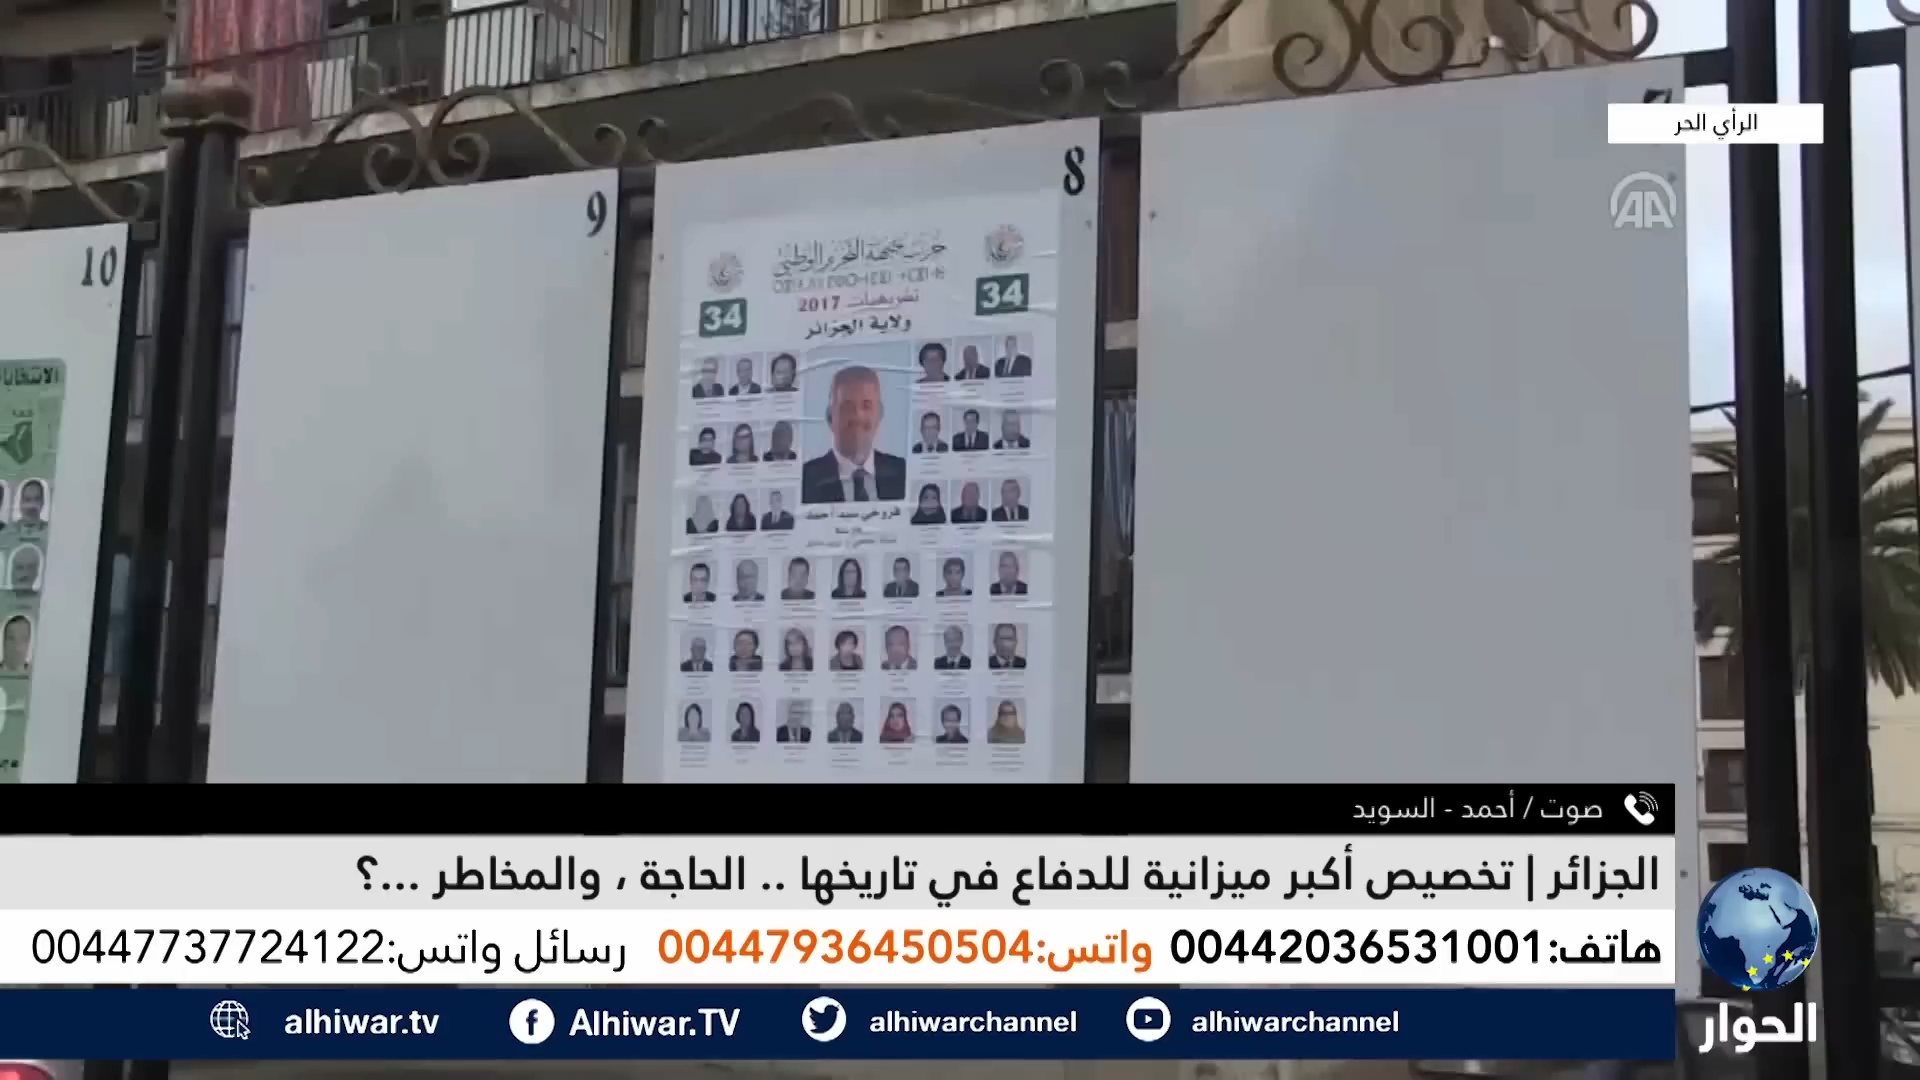 الرأي الحر
AA
10
9
8
حزب جبهة التحرير الوطني
34
34
تشريعيات 2017
ولاية الجزائر
صوت / أحمد - السويد
الجزائر | تخصيص أكبر ميزانية للدفاع في تاريخها .. الحاجة ، والمخاطر ...؟
هاتف:00442036531001 واتس:00447936450504 رسائل واتس:00447737724122
alhiwar.tv Alhiwar.TV alhiwarchannel alhiwarchannel
الحوار